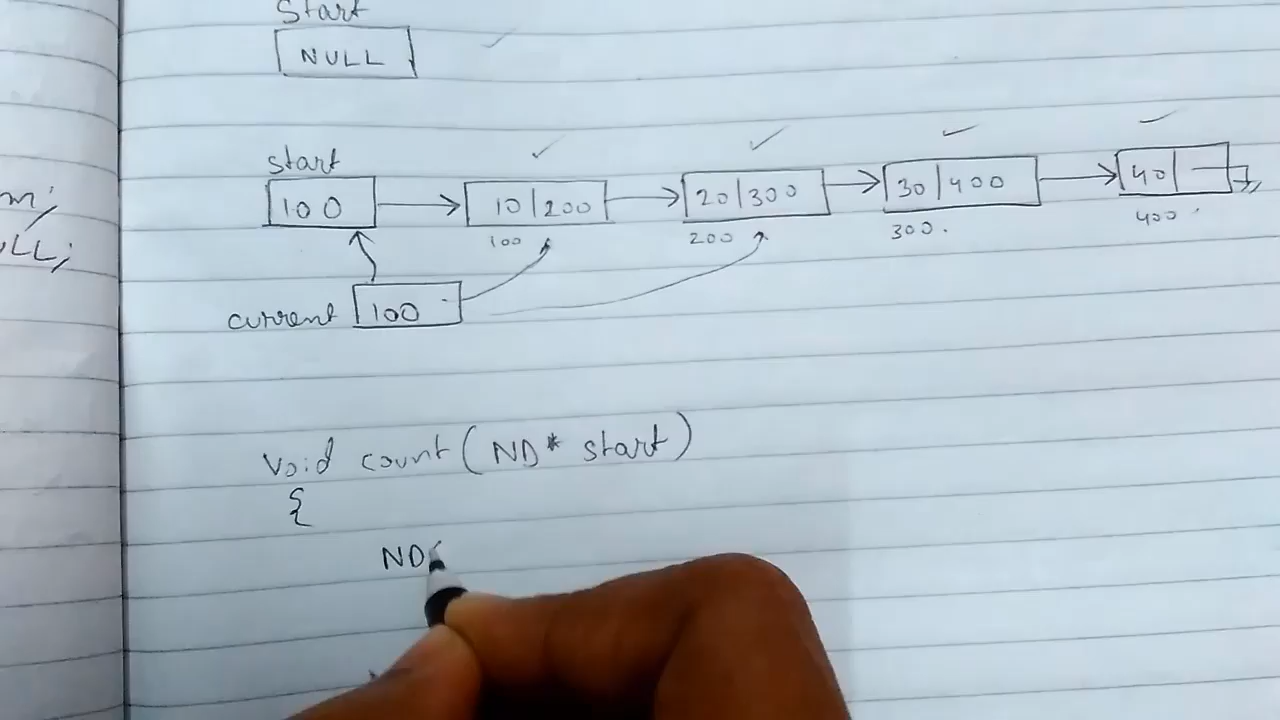 Start
NULL
start
100 10|200 20|300 30|400 40|
100 200 300. 400
current 100
m;
ULL;
Void count (ND* start)
{
ND